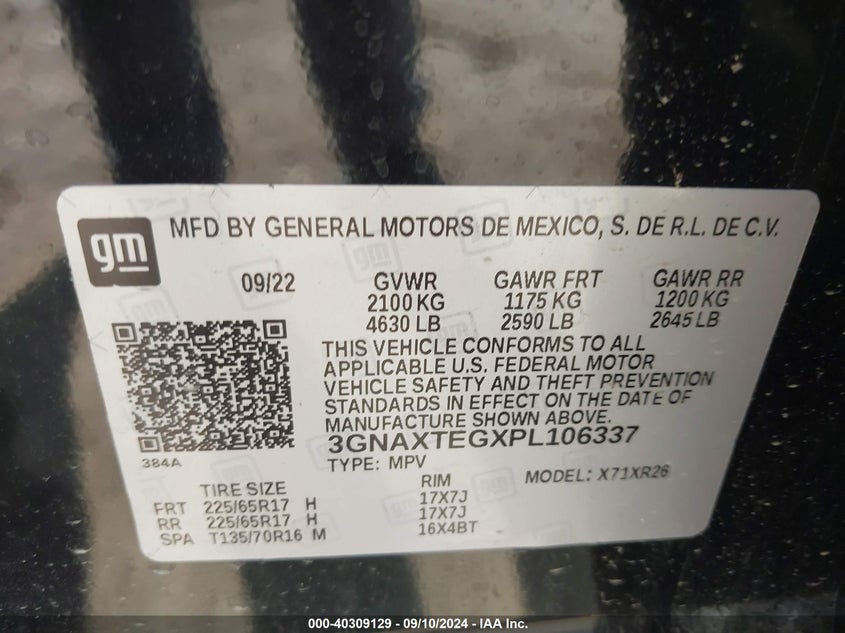 gm
MFD BY GENERAL MOTORS DE MEXICO, S. DE R.L. DE C.V.
09/22 GVWR GAWR FRT GAWR RR
2100 KG 1175 KG 1200 KG
4630 LB 2590 LB 2645 LB
THIS VEHICLE CONFORMS TO ALL
APPLICABLE U.S. FEDERAL MOTOR
VEHICLE SAFETY AND THEFT PREVENTION
STANDARDS IN EFFECT ON THE DATE OF
MANUFACTURE SHOWN ABOVE.
3GNAXTEGXPL106337
384A
TYPE: MPV MODEL: X71XR26
TIRE SIZE RIM
FRT 225/65R17 H 17X7J
RR 225/65R17 H 17X7J
SPA T135/70R16 M 16X4BT
000-40309129 - 09/10/2024 - IAA Inc.